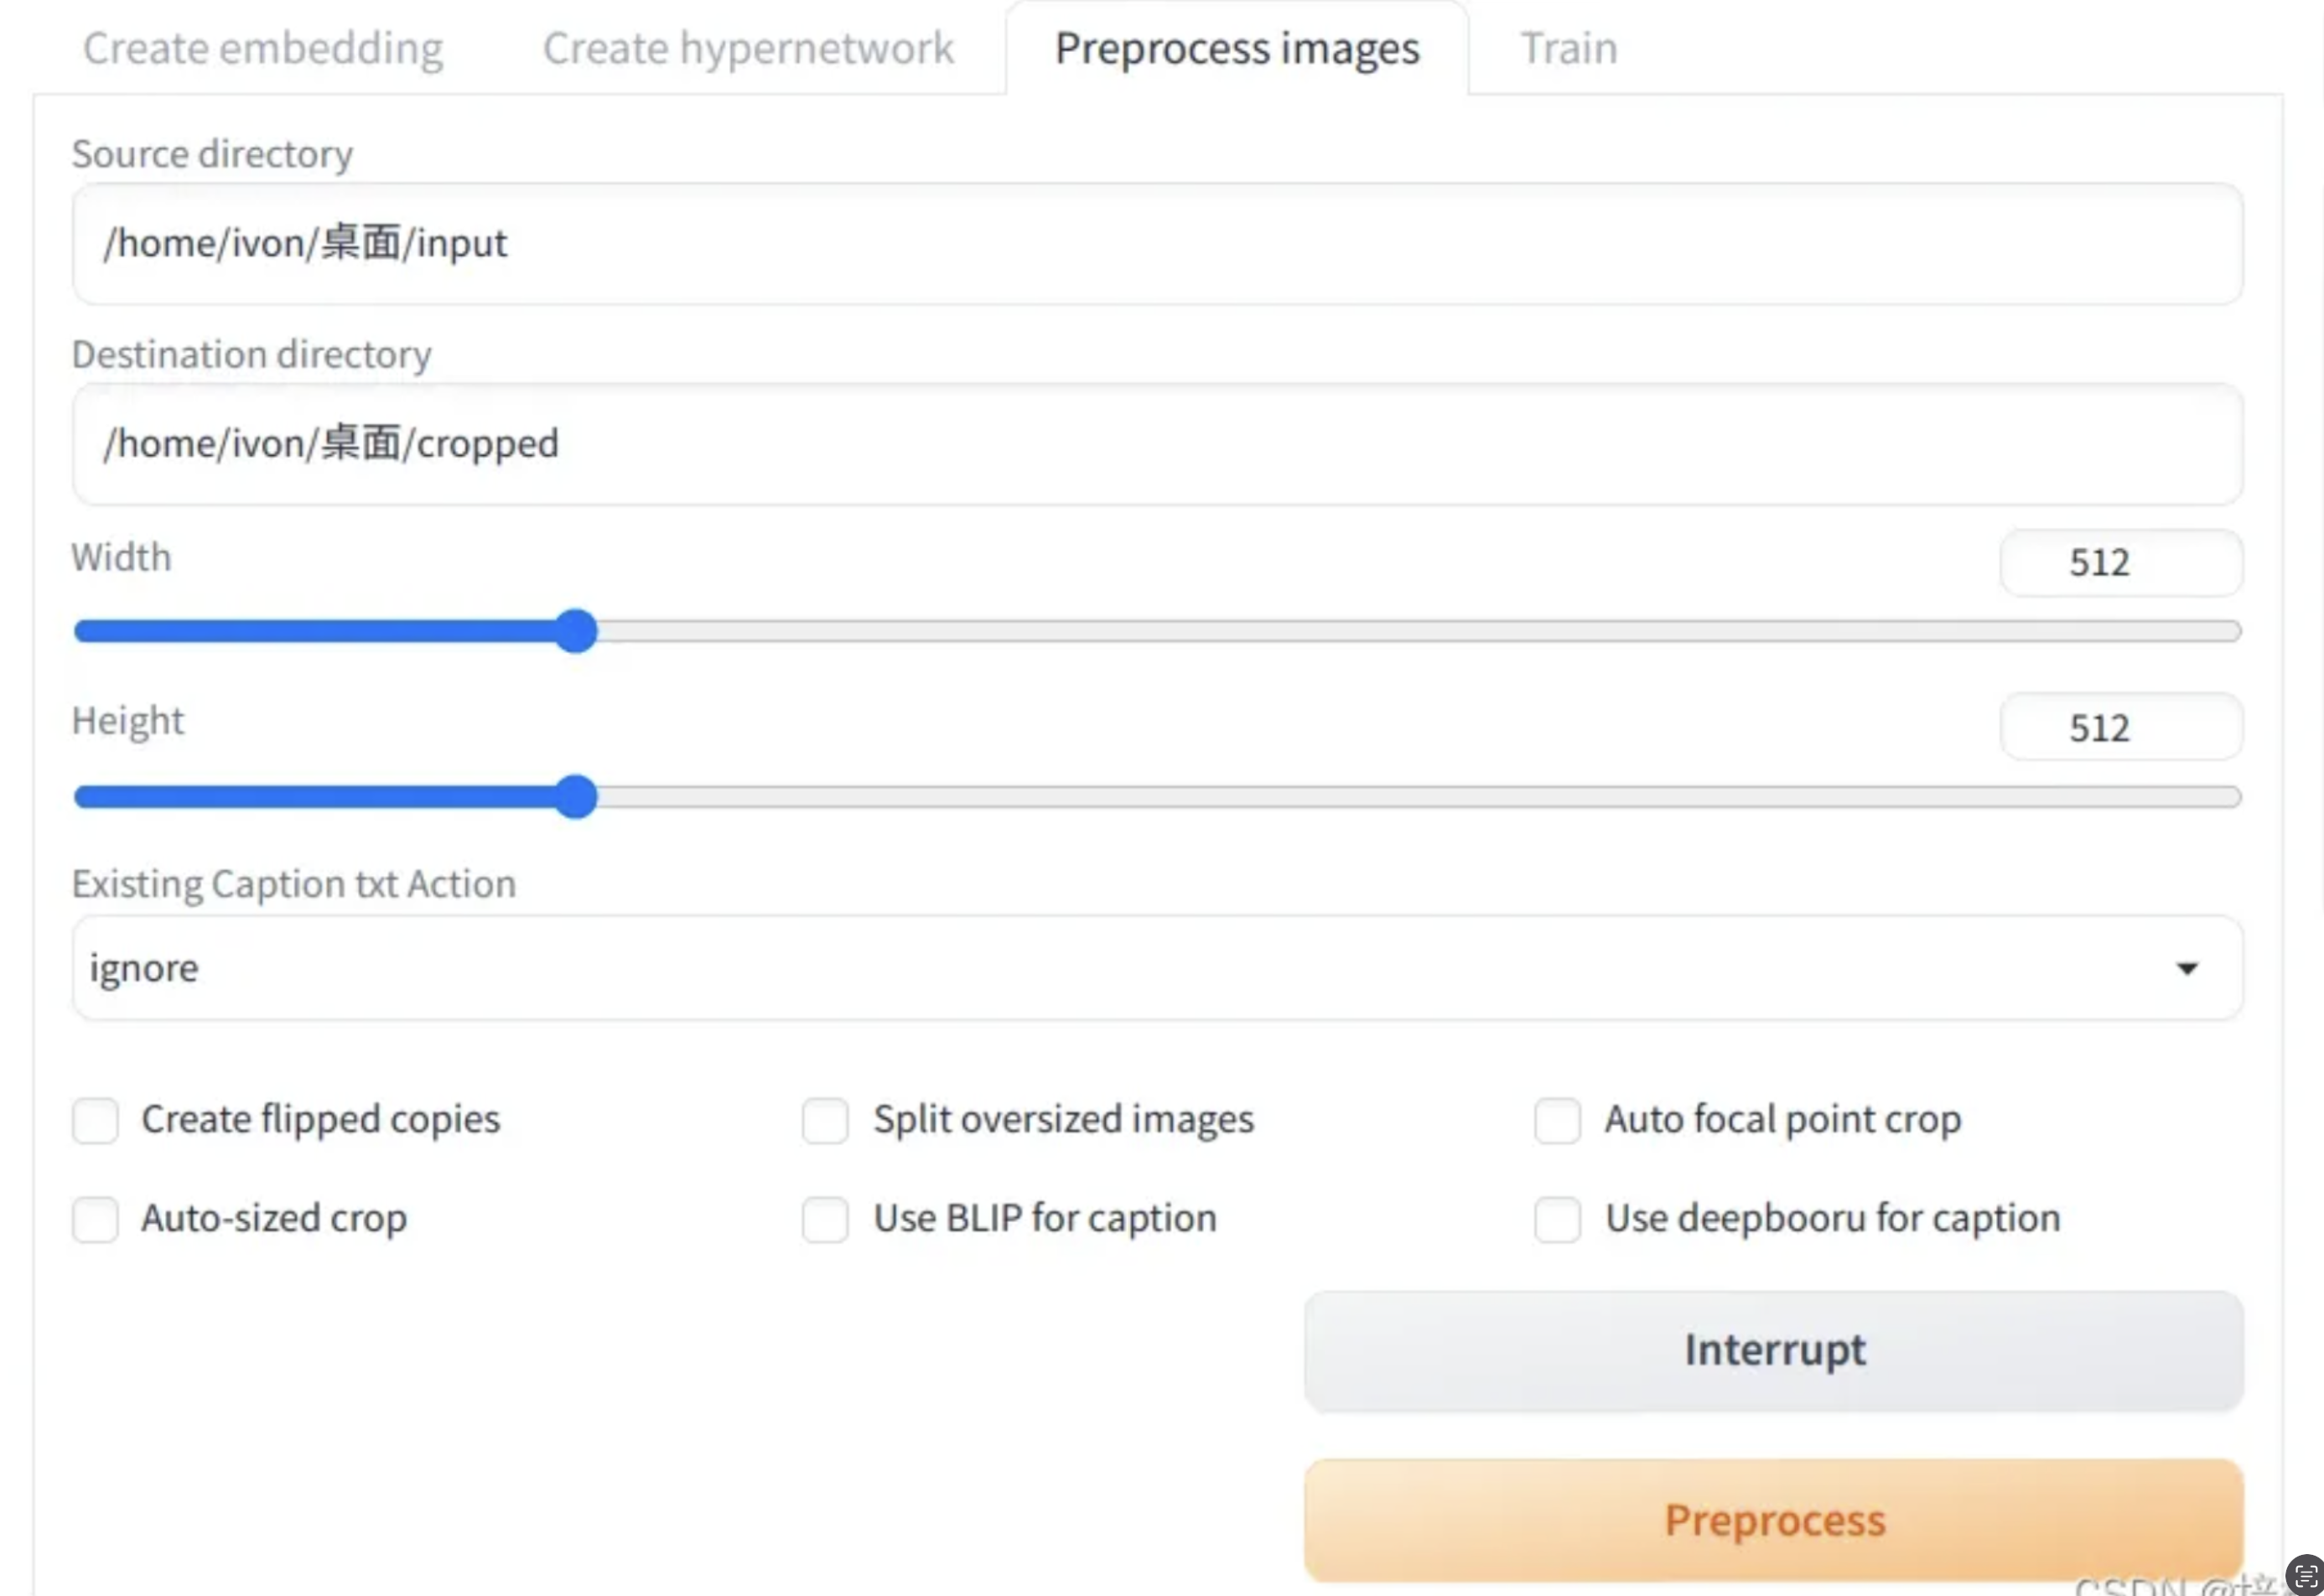 Create embedding Create hypernetwork Preprocess images Train
Source directory
/home/ivon/桌面/input
Destination directory
/home/ivon/桌面/cropped
Width 512
Height 512
Existing Caption txt Action
ignore
Create flipped copies Split oversized images Auto focal point crop
Auto-sized crop Use BLIP for caption Use deepbooru for caption
Interrupt
Preprocess
CSDN